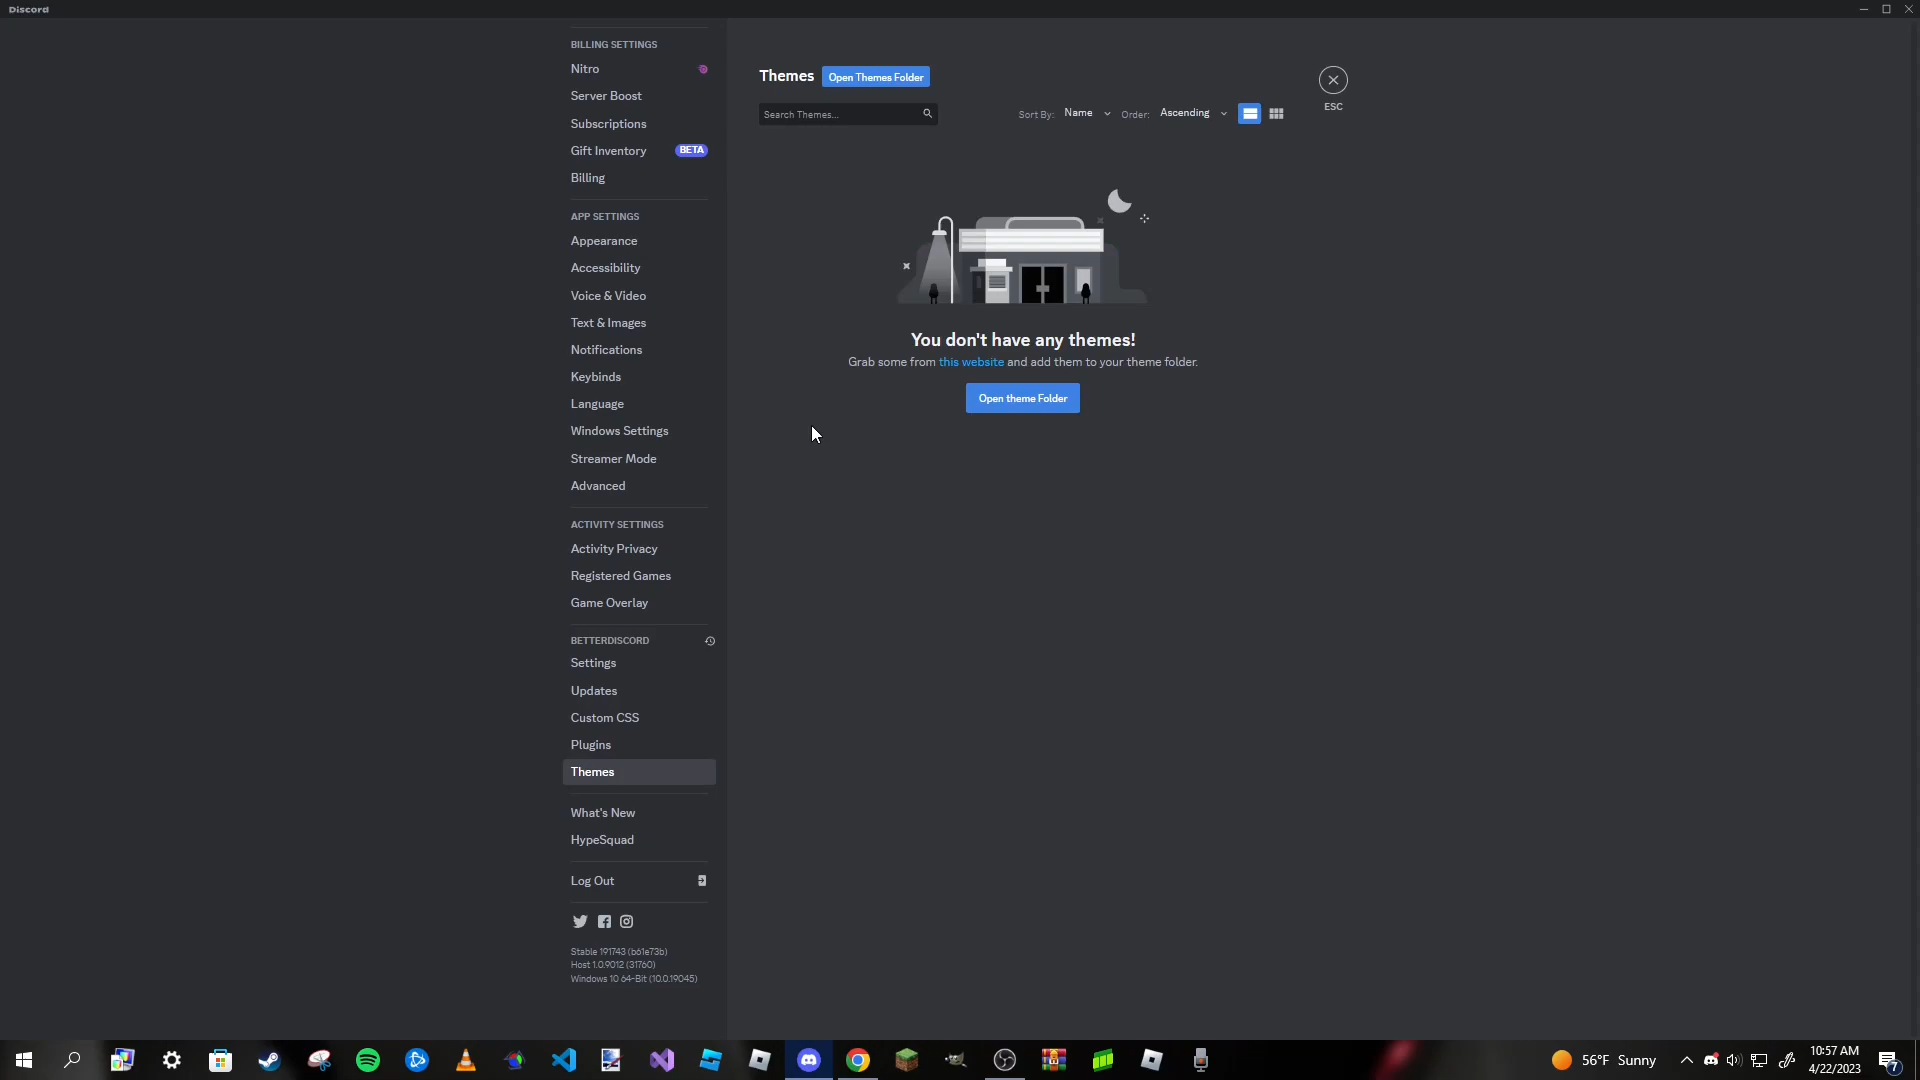 Discord
BILLING SETTINGS
Nitro
Server Boost
Subscriptions
Gift Inventory BETA
Billing
APP SETTINGS
Appearance
Accessibility
Voice & Video
Text & Images
Notifications
Keybinds
Language
Windows Settings
Streamer Mode
Advanced
ACTIVITY SETTINGS
Activity Privacy
Registered Games
Game Overlay
BETTERDISCORD
Settings
Updates
Custom CSS
Plugins
Themes
What's New
HypeSquad
Log Out
Stable 191743 (b61e73b)
Host 1.0.9012 (31760)
Windows 10 64-Bit (10.0.19045)
Themes Open Themes Folder
ESC
Search Themes... Sort By: Name Order: Ascending
You don't have any themes!
Grab some from this website and add them to your theme folder.
Open theme Folder
56°F Sunny
10:57 AM
4/22/2023
7